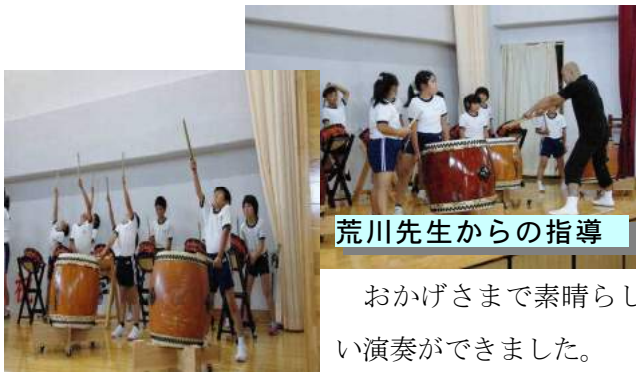 荒川先生からの指導
おかげさまで素晴らし
い演奏ができました。